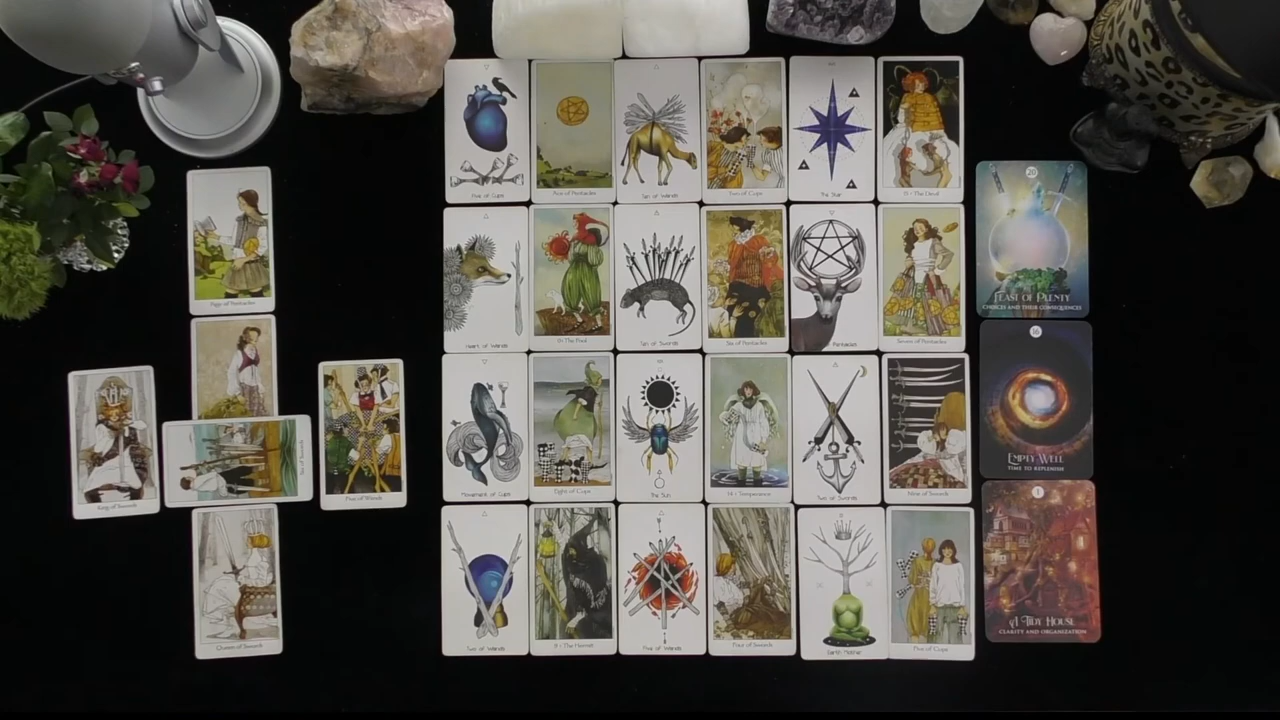 Page of Pentacles
King of Swords
Six of Swords
Five of Wands
Queen of Swords
Five of Cups
Ace of Pentacles
Ten of Wands
Two of Cups
The Star
15 • The Devil
Heart of Wands
0 • The Fool
Ten of Swords
Six of Pentacles
Pentacles
Seven of Pentacles
Movement of Cups
Eight of Cups
The Sun
14 • Temperance
Two of Swords
Nine of Swords
Two of Wands
9 • The Hermit
Five of Wands
Four of Swords
Earth Mother
Five of Cups
20
FEAST OF PLENTY
CHOICES AND THEIR CONSEQUENCES
16
EMPTY WELL
TIME TO REPLENISH
1
A TIDY HOUSE
CLARITY AND ORGANIZATION